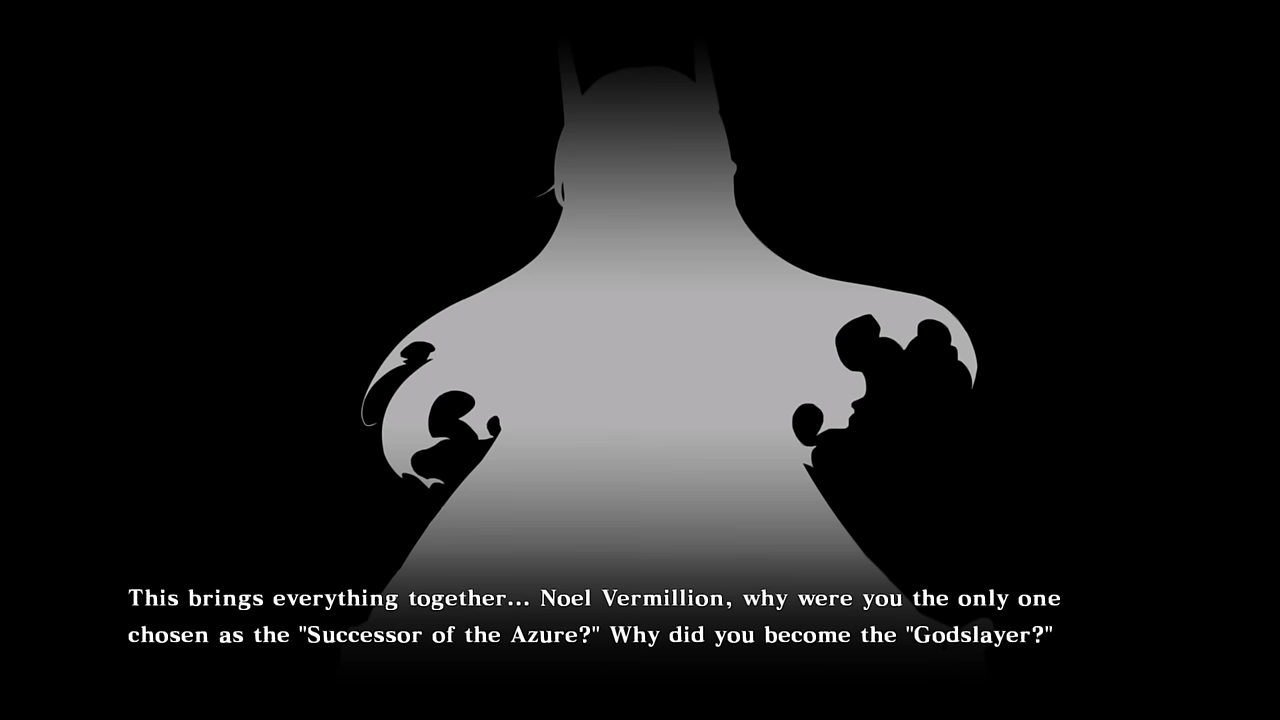 This brings everything together... Noel Vermillion, why were you the only one
chosen as the "Successor of the Azure?" Why did you become the "Godslayer?"